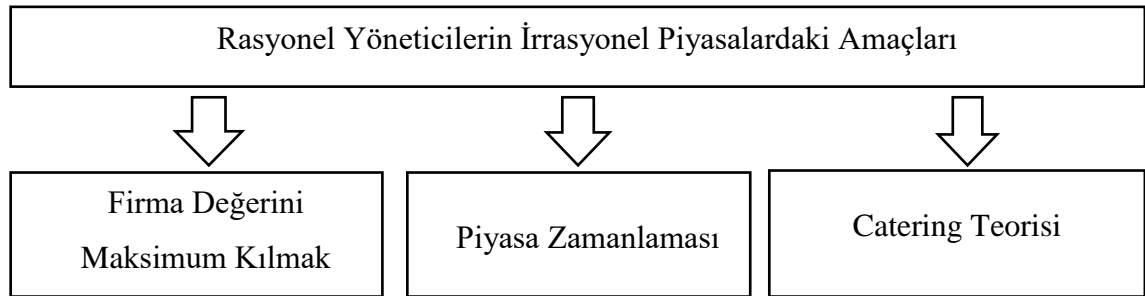 Rasyonel Yöneticilerin İrrasyonel Piyasalardaki Amaçları
Firma Değerini
Maksimum Kılmak
Piyasa Zamanlaması
Catering Teorisi